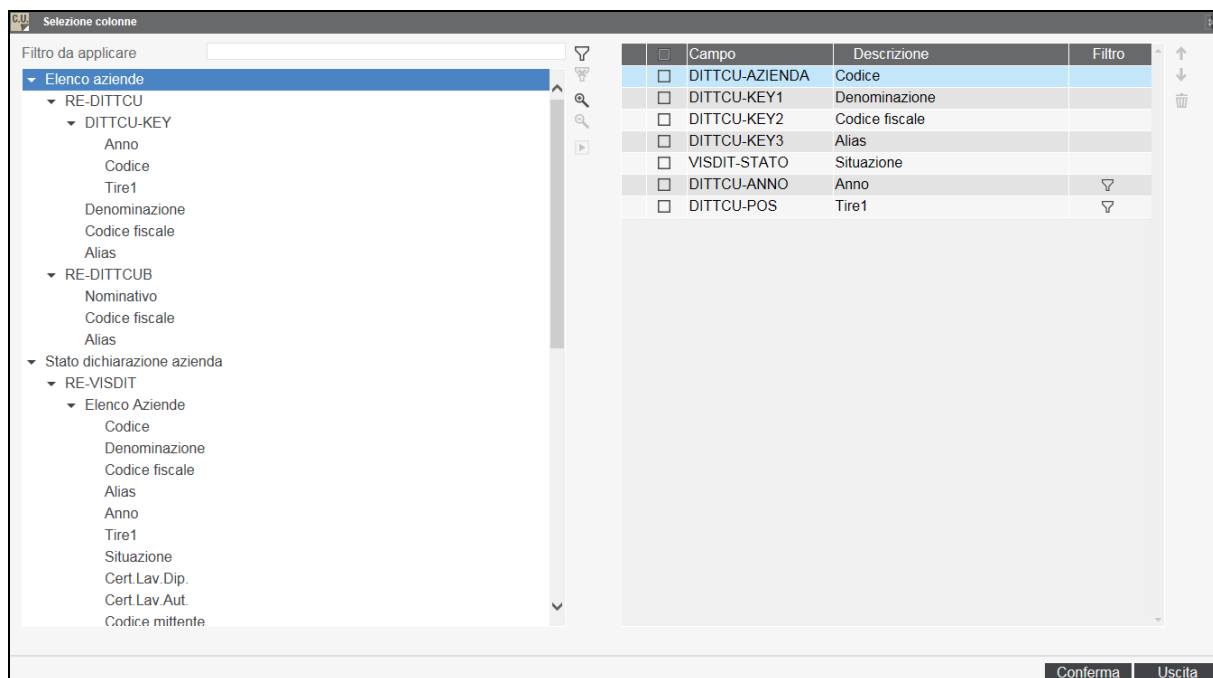 C.U. Selezione colonne
Filtro da applicare
Elenco aziende
RE-DITTCU
DITTCU-KEY
Anno
Codice
Tire1
Denominazione
Codice fiscale
Alias
RE-DITTCUB
Nominativo
Codice fiscale
Alias
Stato dichiarazione azienda
RE-VISDIT
Elenco Aziende
Codice
Denominazione
Codice fiscale
Alias
Anno
Tire1
Situazione
Cert.Lav.Dip.
Cert.Lav.Aut.
Codice mittente
Campo Descrizione Filtro
DITTCU-AZIENDA Codice
DITTCU-KEY1 Denominazione
DITTCU-KEY2 Codice fiscale
DITTCU-KEY3 Alias
VISDIT-STATO Situazione
DITTCU-ANNO Anno
DITTCU-POS Tire1
Conferma Uscita